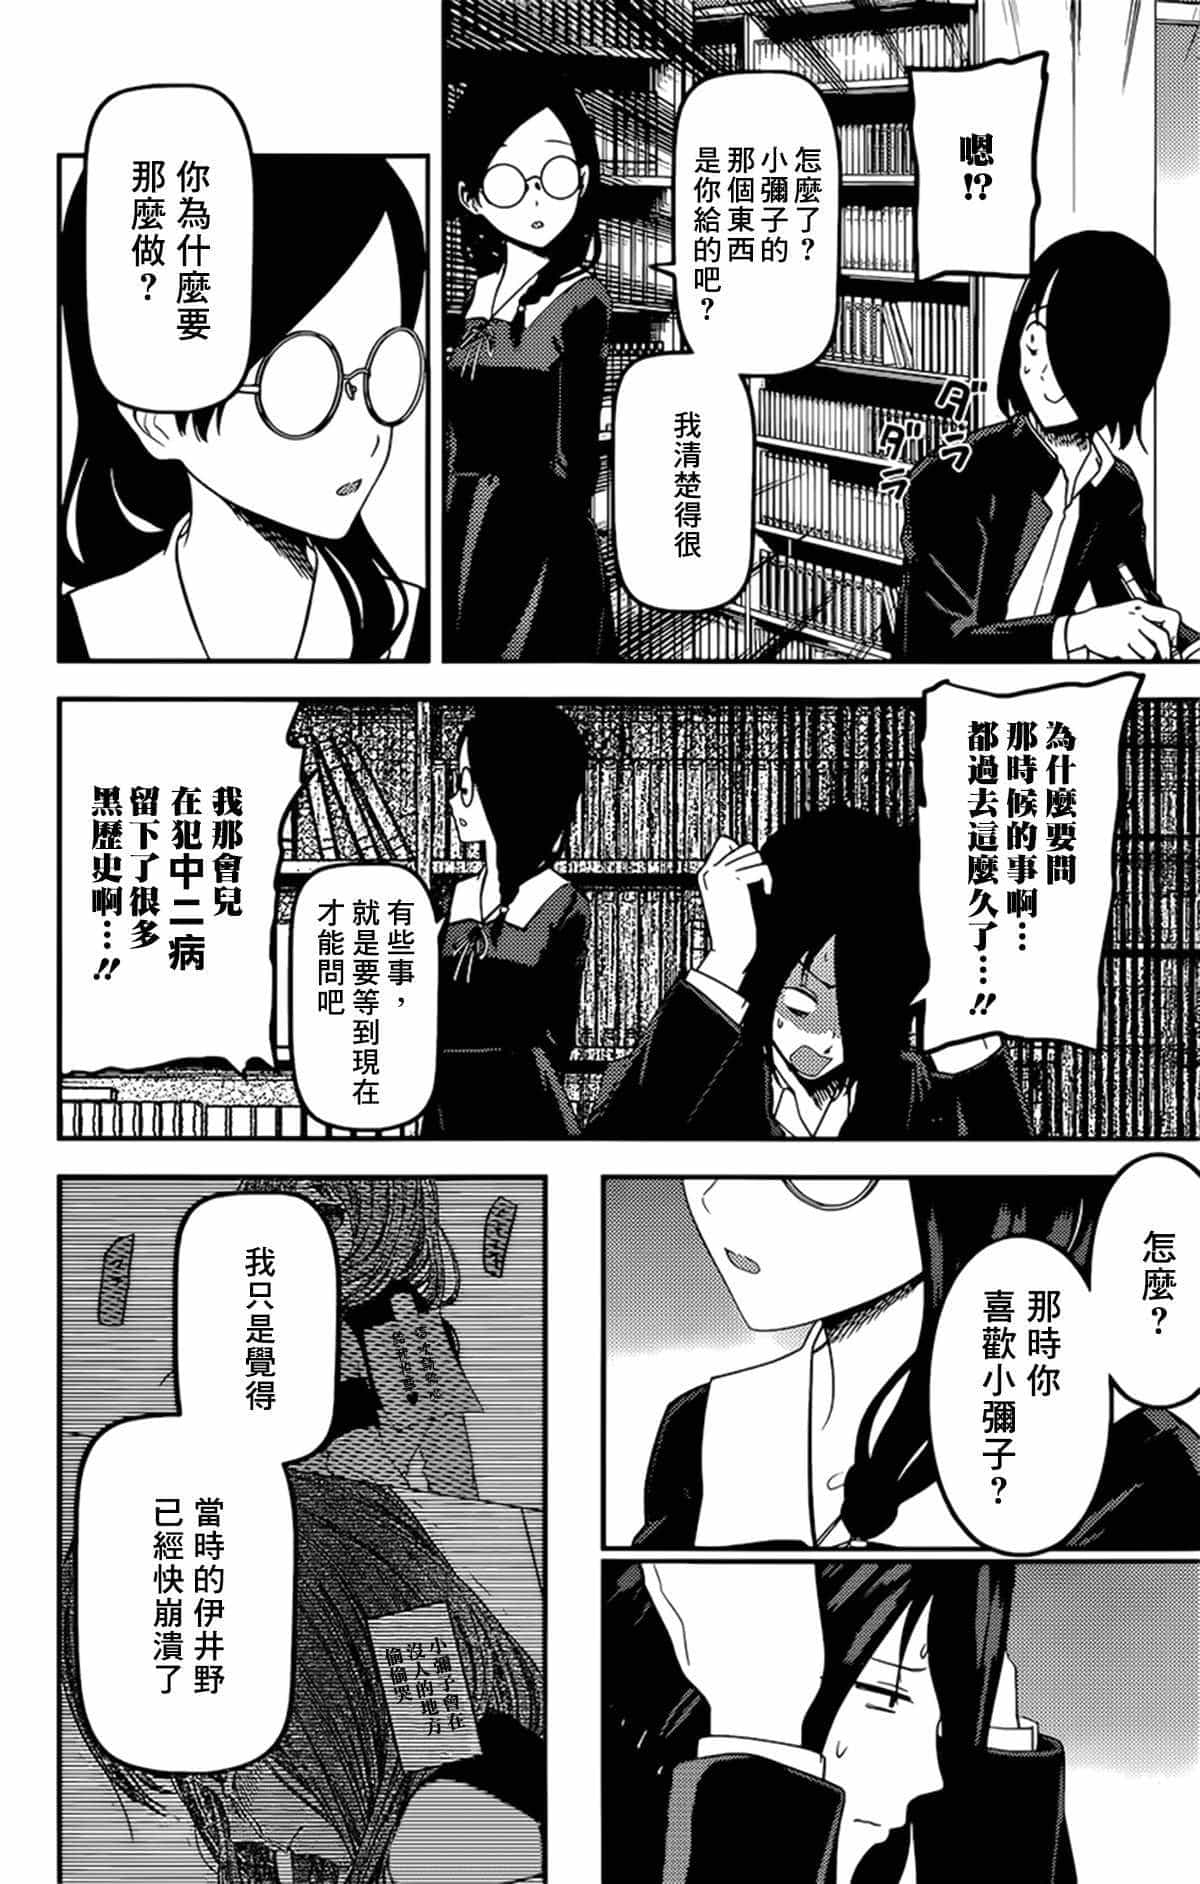 嗯!?
怎麼了?
小彌子的
那個東西
是你給的吧?
我清楚得很
ダラ
ダラ
你為什麼要
那麼做?
為什麼要問
那時候的事啊…
都過去這麼久了…!!
有些事,
就是要等到現在
才能問吧
我那會兒
在犯中二病
留下了很多
黑歷史啊…!!
怎麼?
那時你
喜歡小彌子?
我只是覺得
當時的伊井野
已經快崩潰了
小彌子會在
沒人的地方
偷偷哭